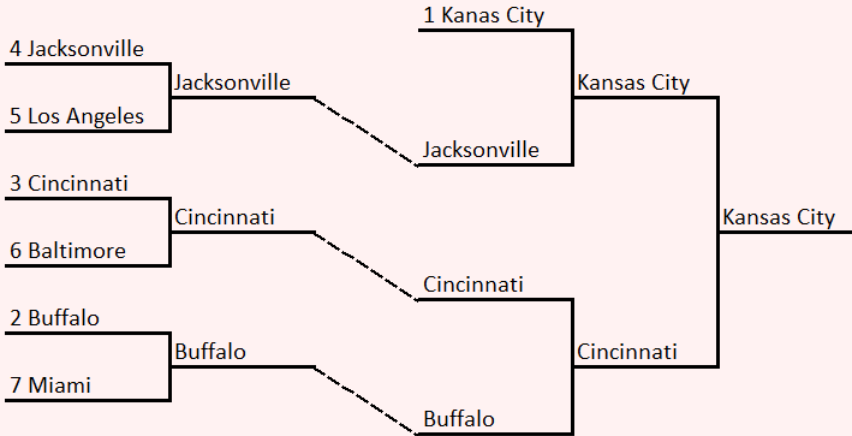 4 Jacksonville
5 Los Angeles
Jacksonville
3 Cincinnati
6 Baltimore
Cincinnati
2 Buffalo
7 Miami
Buffalo
1 Kanas City
Jacksonville
Kansas City
Cincinnati
Buffalo
Cincinnati
Kansas City